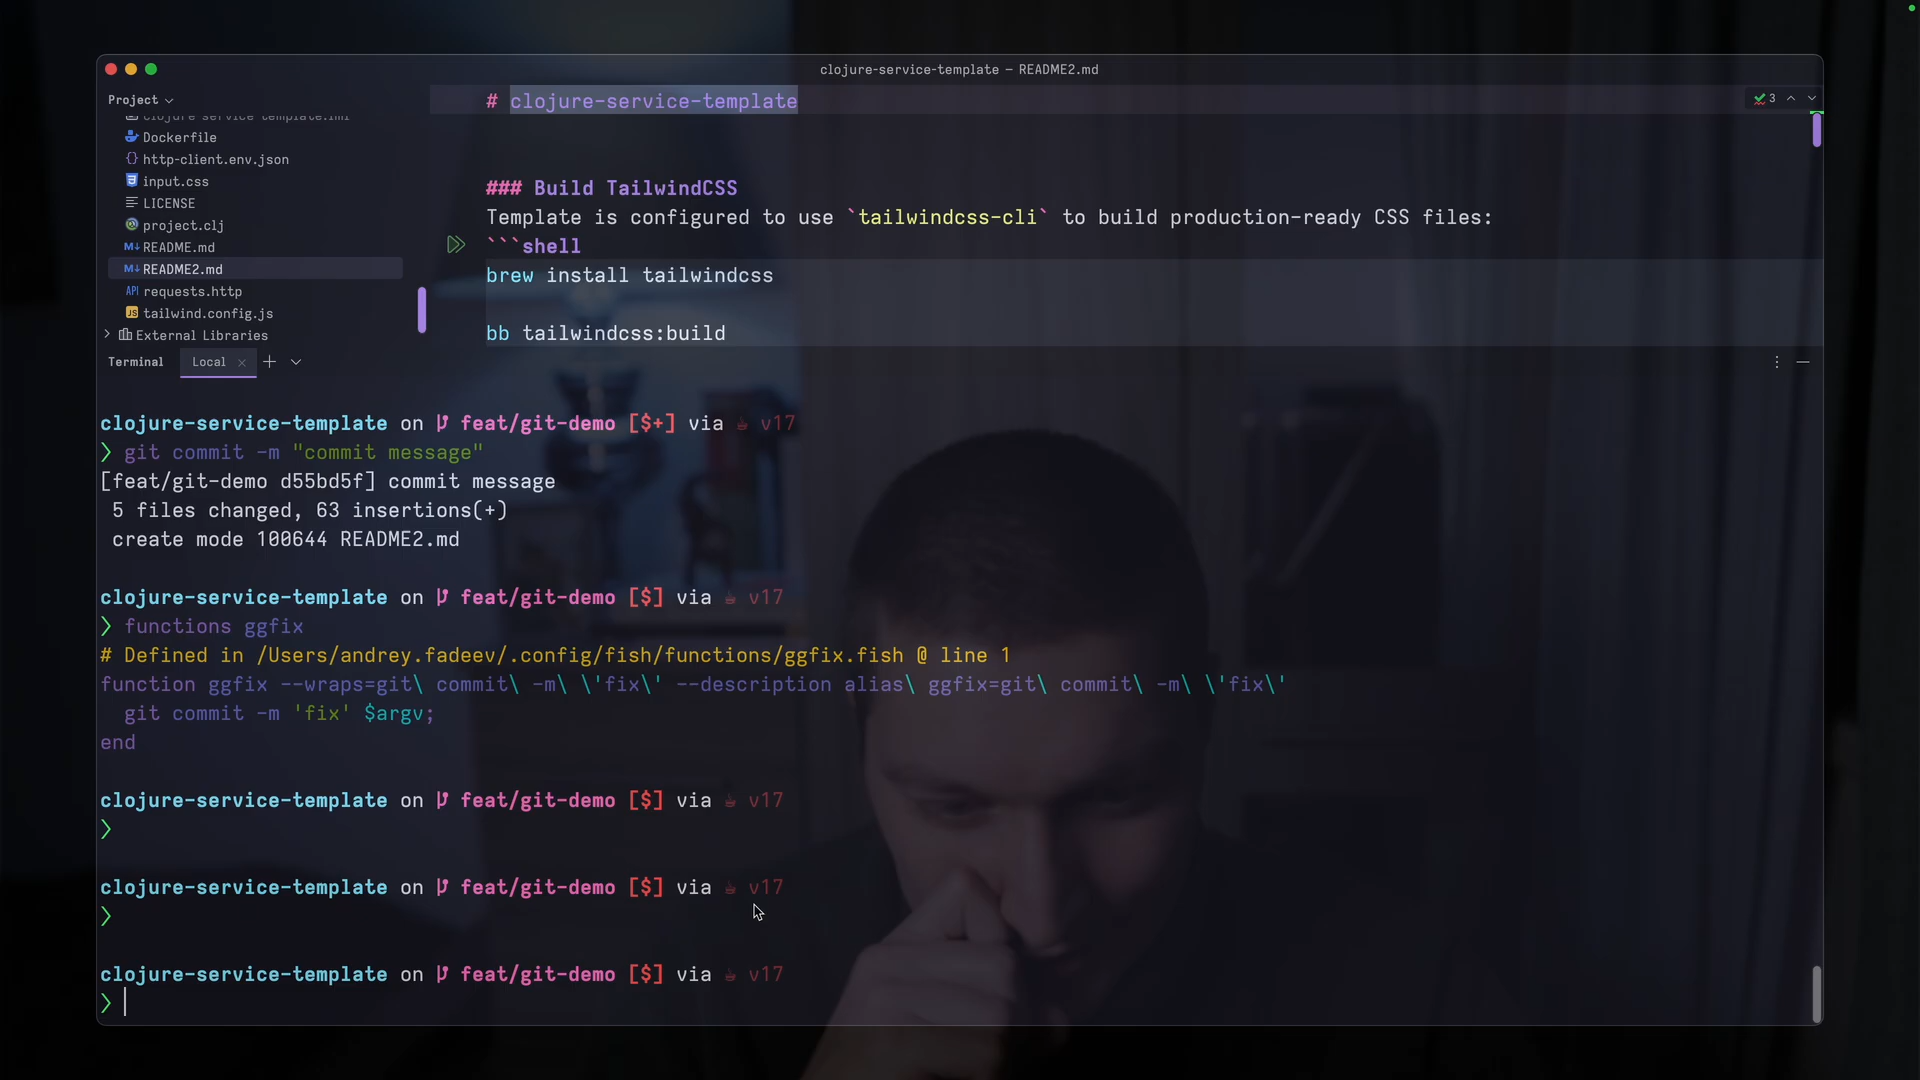 clojure-service-template – README2.md
Project
clojure-service-template.iml
Dockerfile
{} http-client.env.json
input.css
LICENSE
project.clj
M↓ README.md
M↓ README2.md
API requests.http
JS tailwind.config.js
External Libraries
# clojure-service-template
3
### Build TailwindCSS
Template is configured to use `tailwindcss-cli` to build production-ready CSS files:
```shell
brew install tailwindcss
bb tailwindcss:build
Terminal Local × +
clojure-service-template on feat/git-demo [$+] via v17
❯ git commit -m "commit message"
[feat/git-demo d55bd5f] commit message
5 files changed, 63 insertions(+)
create mode 100644 README2.md
clojure-service-template on feat/git-demo [$] via v17
❯ functions ggfix
# Defined in /Users/andrey.fadeev/.config/fish/functions/ggfix.fish @ line 1
function ggfix --wraps=git\ commit\ -m\ \'fix\' --description alias\ ggfix=git\ commit\ -m\ \'fix\'
git commit -m 'fix' $argv;
end
clojure-service-template on feat/git-demo [$] via v17
❯
clojure-service-template on feat/git-demo [$] via v17
❯
clojure-service-template on feat/git-demo [$] via v17
❯